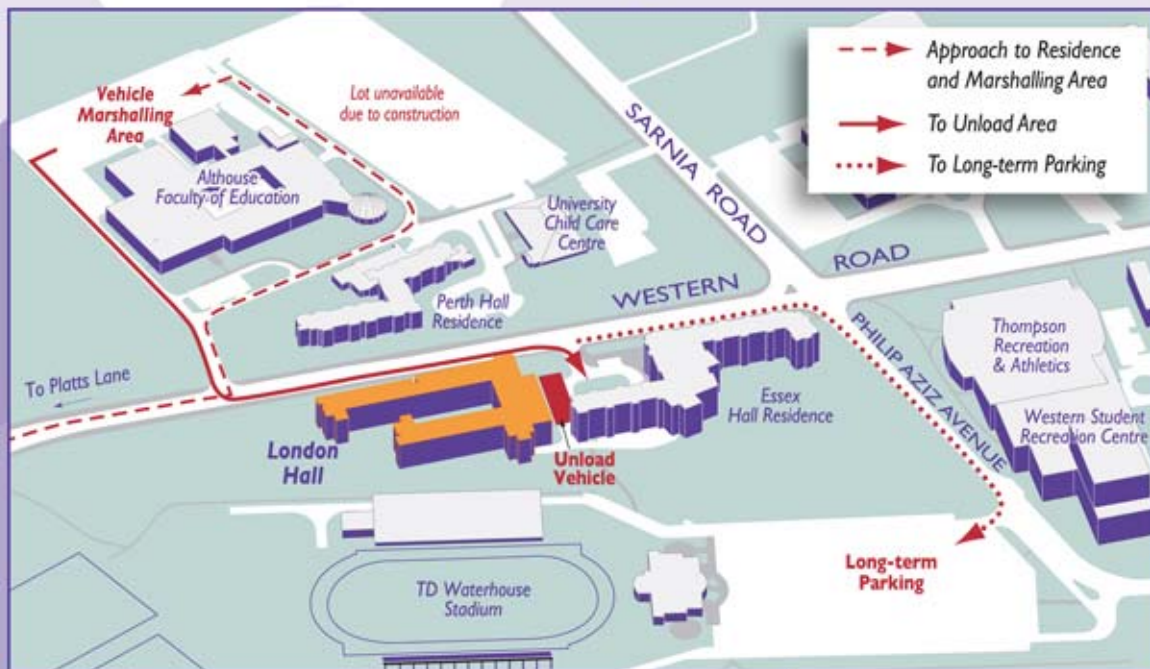 Vehicle
Marshalling
Area
Lot unavailable
due to construction
Approach to Residence
and Marshalling Area
To Unload Area
To Long-term Parking
SARNIA ROAD
Althouse
Faculty of Education
University
Child Care
Centre
WESTERN ROAD
Perth Hall
Residence
PHILIP AZIZ AVENUE
Thompson
Recreation
& Athletics
To Platts Lane
Essex
Hall Residence
Western Student
Recreation Centre
London
Hall
Unload
Vehicle
Long-term
Parking
TD Waterhouse
Stadium